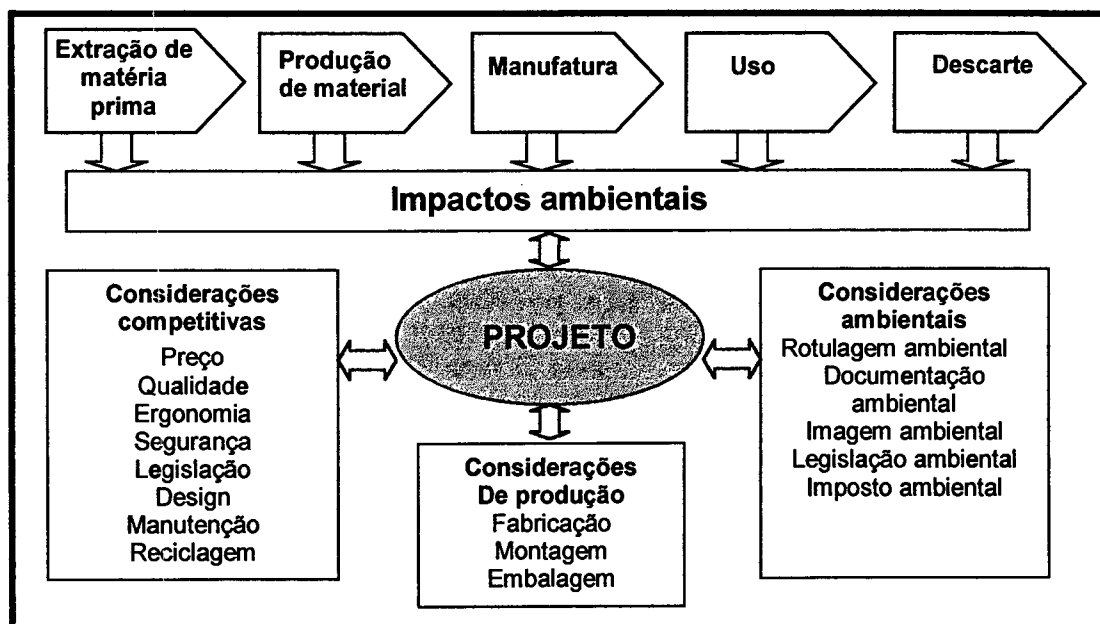 Extração de
matéria
prima
Produção
de material
Manufatura
Uso
Descarte
Impactos ambientais
Considerações
competitivas
Preço
Qualidade
Ergonomia
Segurança
Legislação
Design
Manutenção
Reciclagem
PROJETO
Considerações
De produção
Fabricação
Montagem
Embalagem
Considerações
ambientais
Rotulagem ambiental
Documentação
ambiental
Imagem ambiental
Legislação ambiental
Imposto ambiental